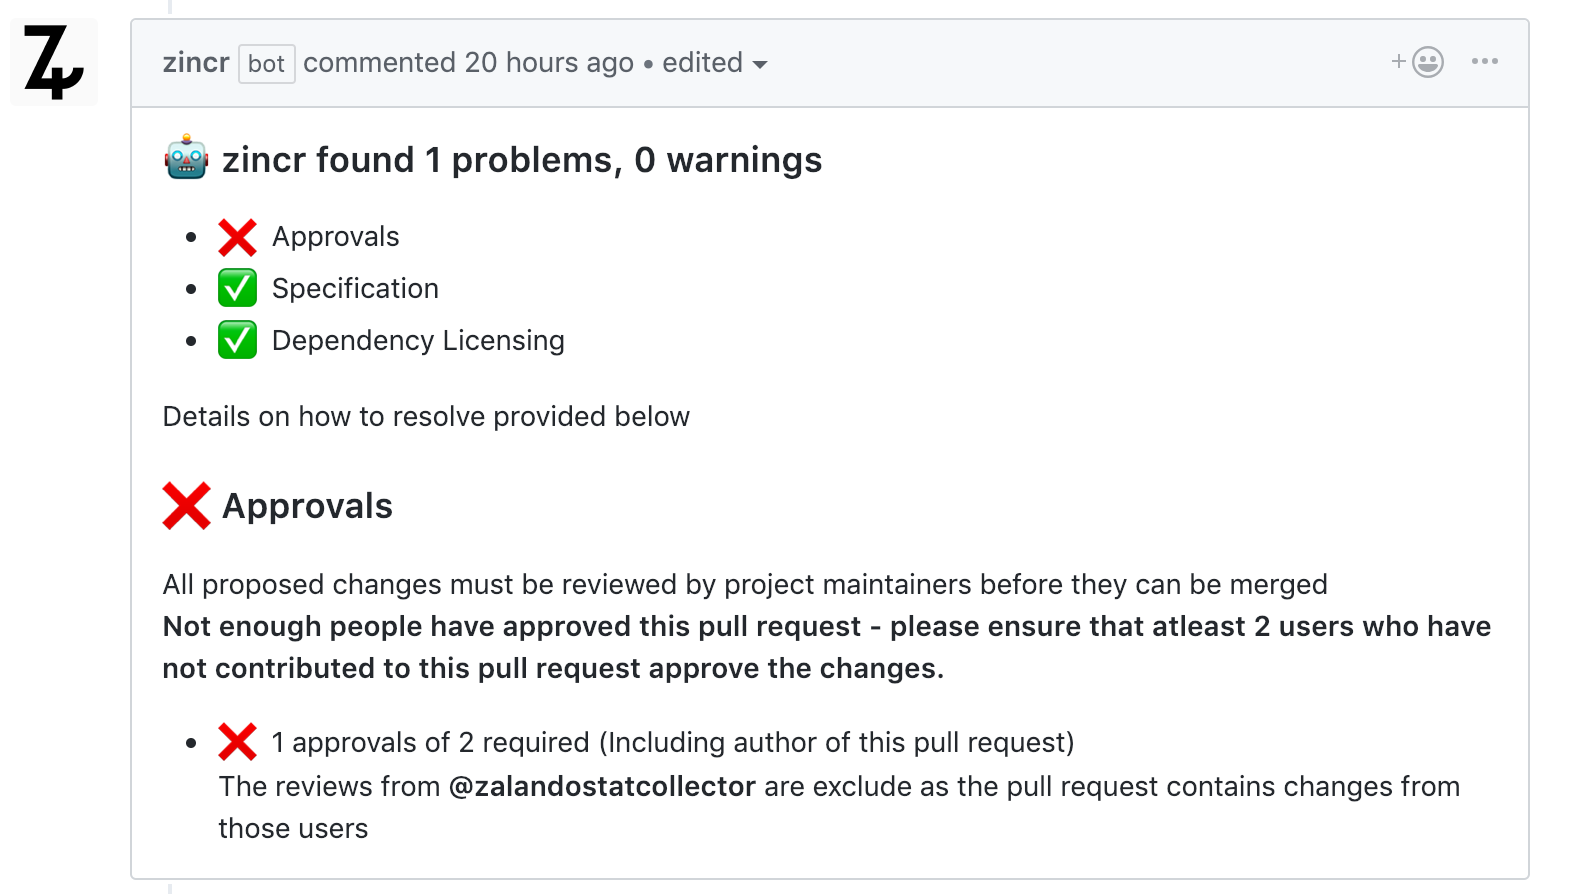 zincr bot commented 20 hours ago • edited
zincr found 1 problems, 0 warnings
Approvals
Specification
Dependency Licensing
Details on how to resolve provided below
Approvals
All proposed changes must be reviewed by project maintainers before they can be merged
Not enough people have approved this pull request - please ensure that atleast 2 users who have
not contributed to this pull request approve the changes.
1 approvals of 2 required (Including author of this pull request)
The reviews from @zalandostatcollector are exclude as the pull request contains changes from
those users